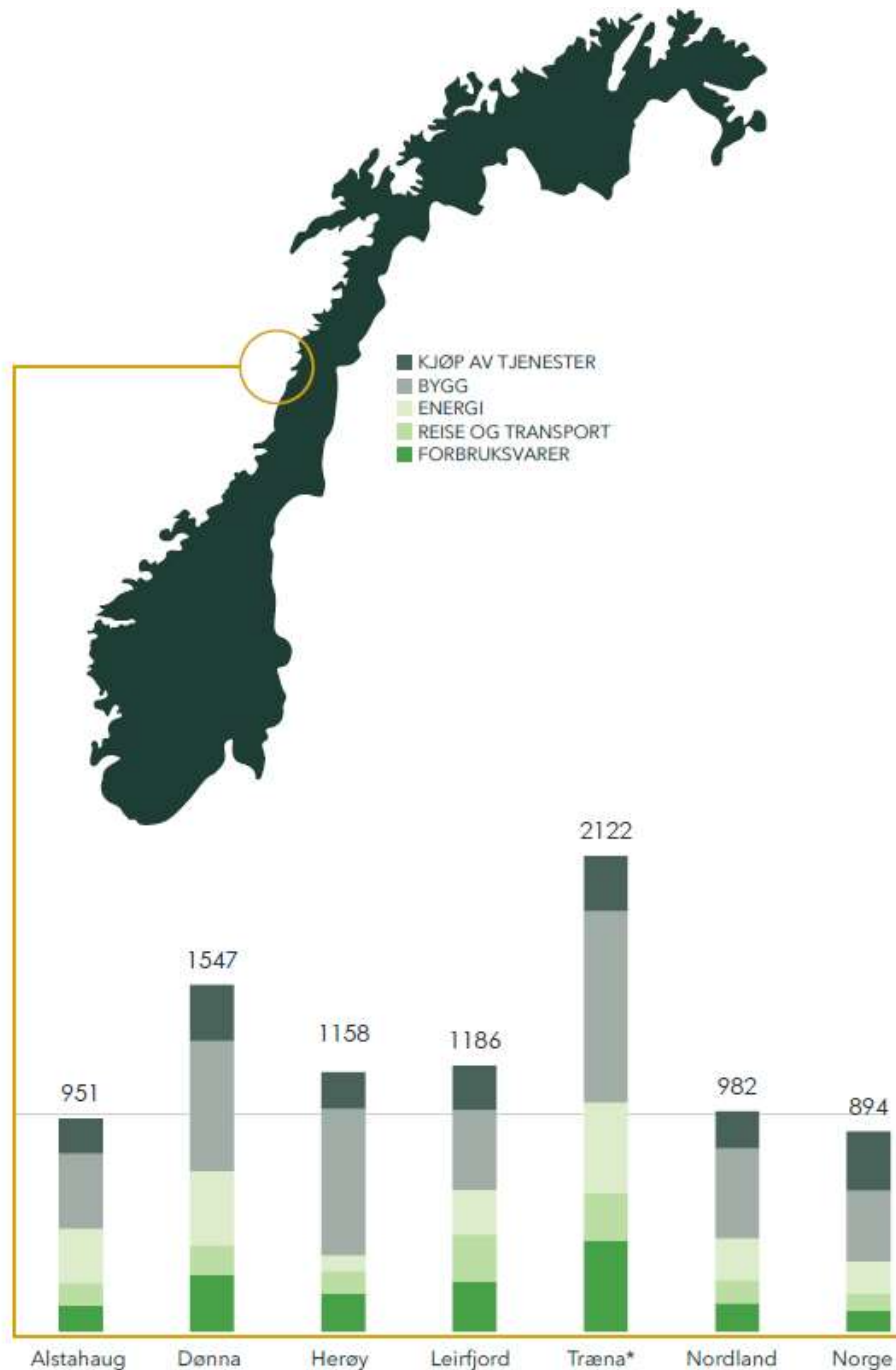 KJØP AV TJENESTER
BYGG
ENERGI
REISE OG TRANSPORT
FORBRUKSVARER
2122
1547
1158
1186
951
982
894
Alstahaug
Dønna
Herøy
Leirfjord
Træna*
Nordland
Norge